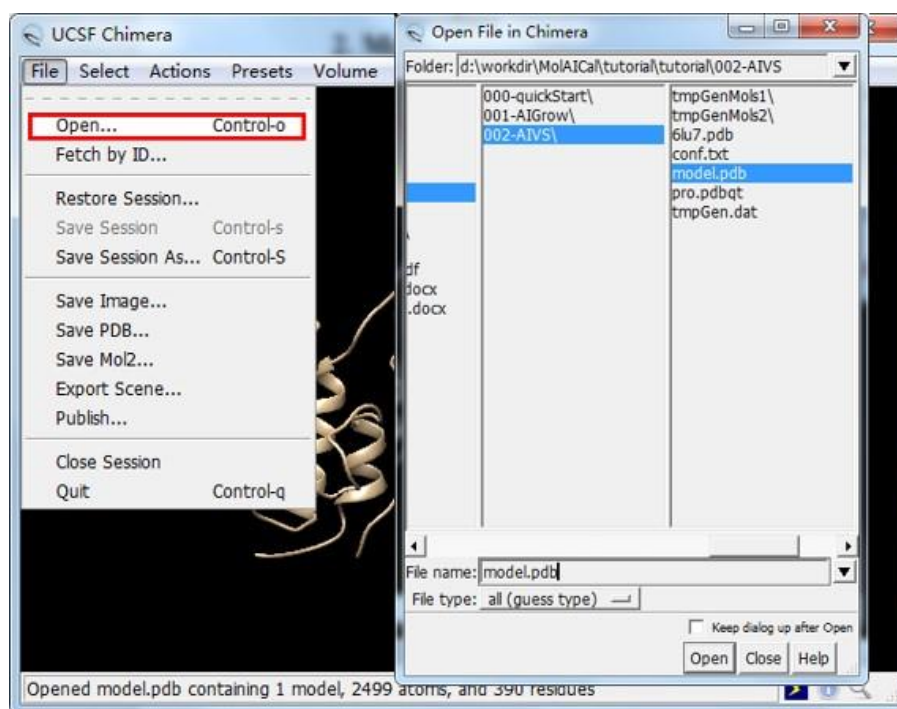 UCSF Chimera
File Select Actions Presets Volume
Open... Control-o
Fetch by ID...
Restore Session...
Save Session Control-s
Save Session As... Control-S
Save Image...
Save PDB...
Save Mol2...
Export Scene...
Publish...
Close Session
Quit Control-q
Open File in Chimera
Folder: d:\workdir\MolAICal\tutorial\tutorial\002-AIVS
\
df
docx
.docx
000-quickStart\
001-AIGrow\
002-AIVS\
tmpGenMols1\
tmpGenMols2\
6lu7.pdb
conf.txt
model.pdb
pro.pdbqt
tmpGen.dat
File name: model.pdb
File type: all (guess type)
Keep dialog up after Open
Open Close Help
Opened model.pdb containing 1 model, 2499 atoms, and 390 residues